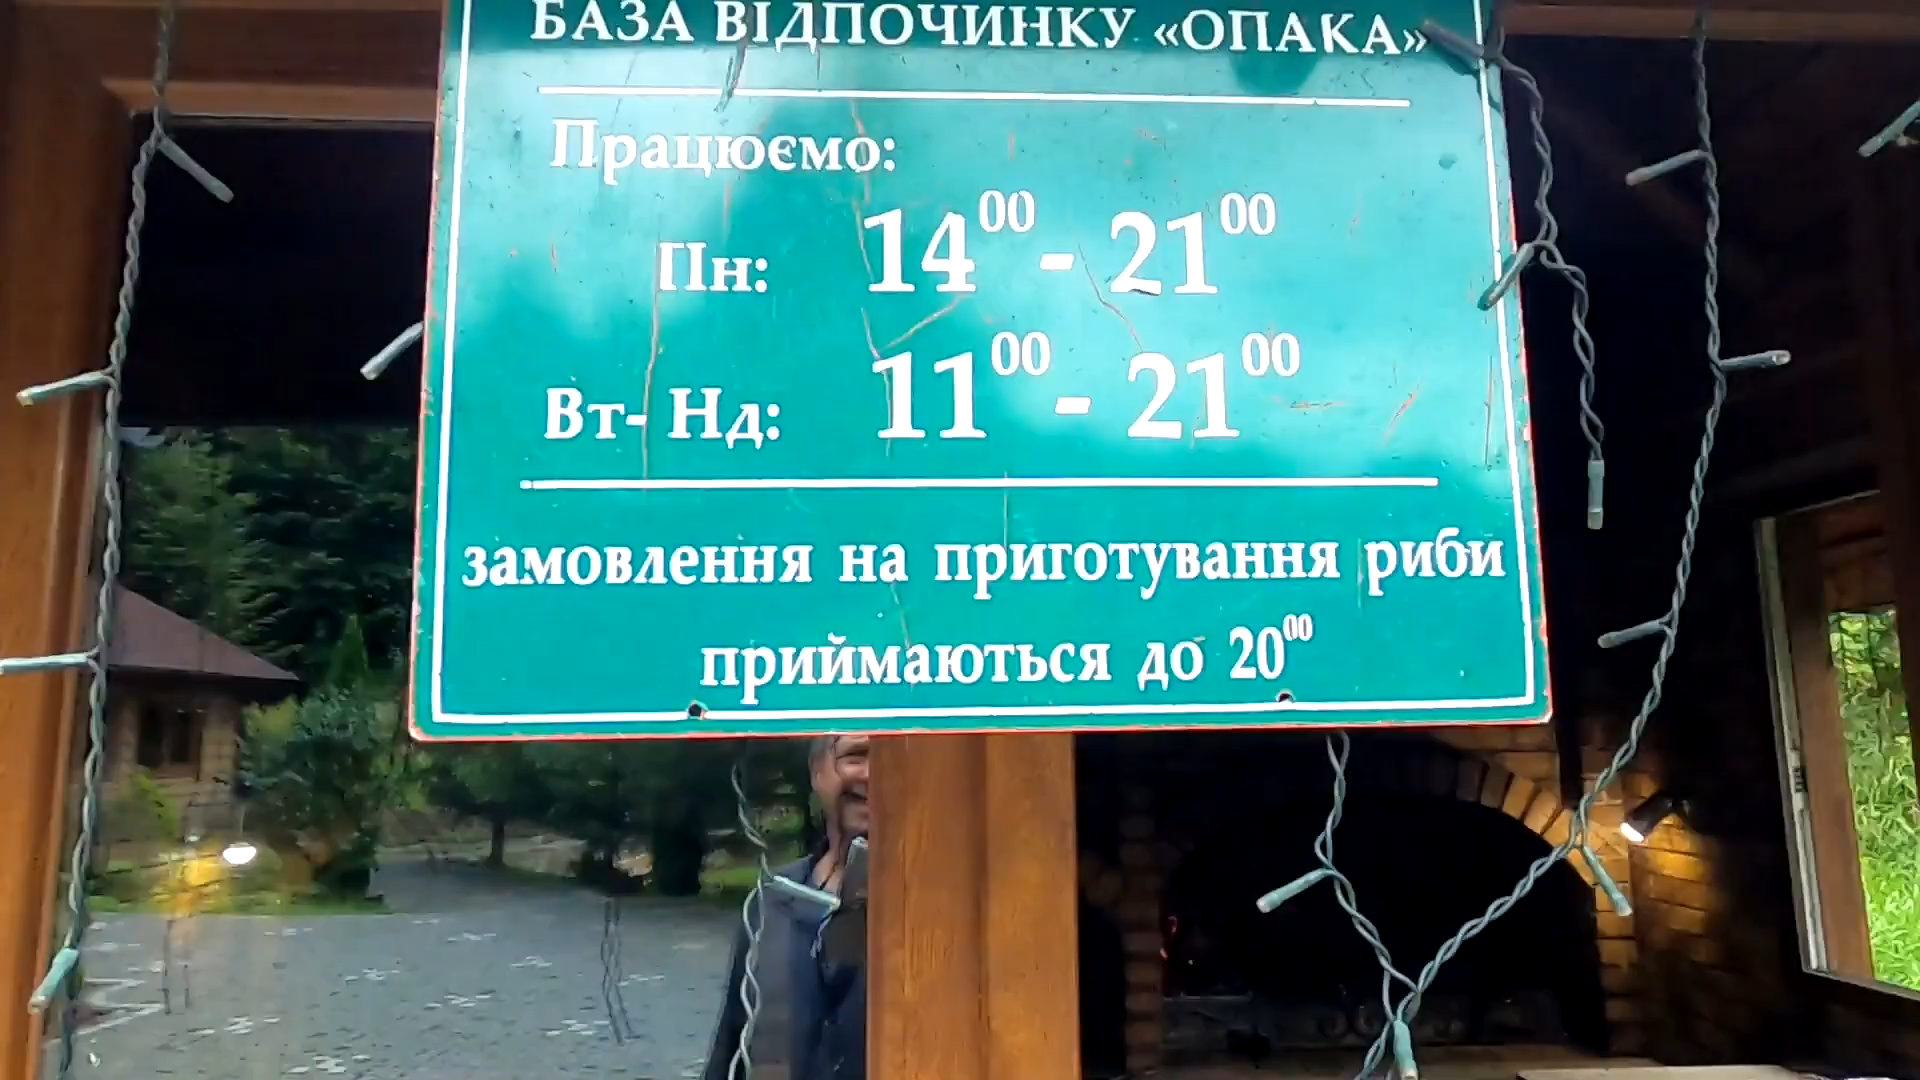 БАЗА ВІДПОЧИНКУ «ОПАКА»
Працюємо:
Пн: 14⁰⁰ - 21⁰⁰
Вт- Нд: 11⁰⁰ - 21⁰⁰
замовлення на приготування риби
приймаються до 20⁰⁰